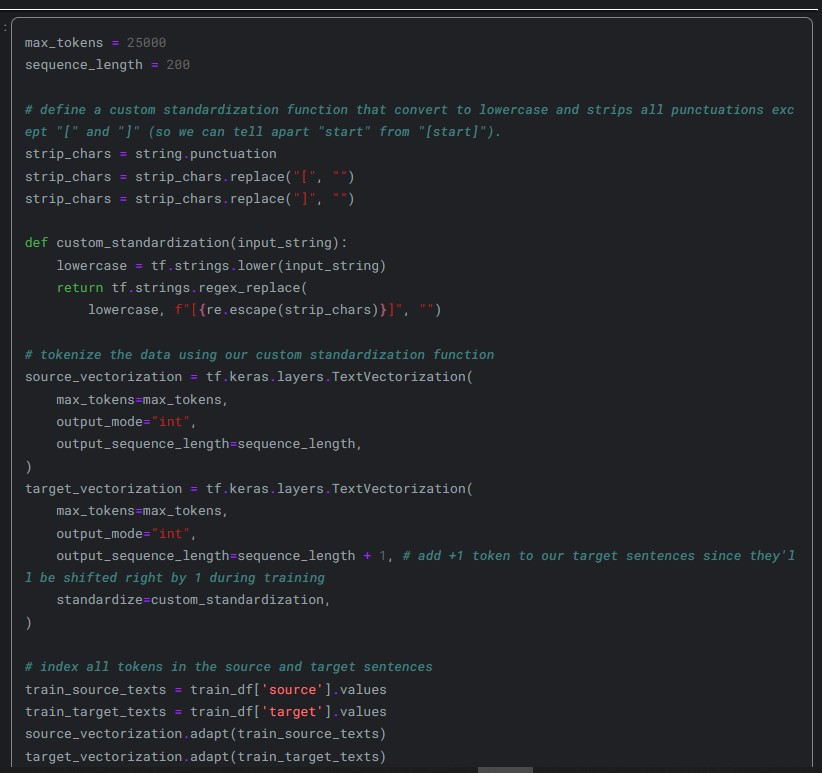 :
max_tokens = 25000
sequence_length = 200

# define a custom standardization function that convert to lowercase and strips all punctuations exc
ept "[" and "]" (so we can tell apart "start" from "[start]").
strip_chars = string.punctuation
strip_chars = strip_chars.replace("[", "")
strip_chars = strip_chars.replace("]", "")

def custom_standardization(input_string):
    lowercase = tf.strings.lower(input_string)
    return tf.strings.regex_replace(
        lowercase, f"[{re.escape(strip_chars)}]", "")

# tokenize the data using our custom standardization function
source_vectorization = tf.keras.layers.TextVectorization(
    max_tokens=max_tokens,
    output_mode="int",
    output_sequence_length=sequence_length,
)
target_vectorization = tf.keras.layers.TextVectorization(
    max_tokens=max_tokens,
    output_mode="int",
    output_sequence_length=sequence_length + 1, # add +1 token to our target sentences since they'l
l be shifted right by 1 during training
    standardize=custom_standardization,
)

# index all tokens in the source and target sentences
train_source_texts = train_df['source'].values
train_target_texts = train_df['target'].values
source_vectorization.adapt(train_source_texts)
target_vectorization.adapt(train_target_texts)